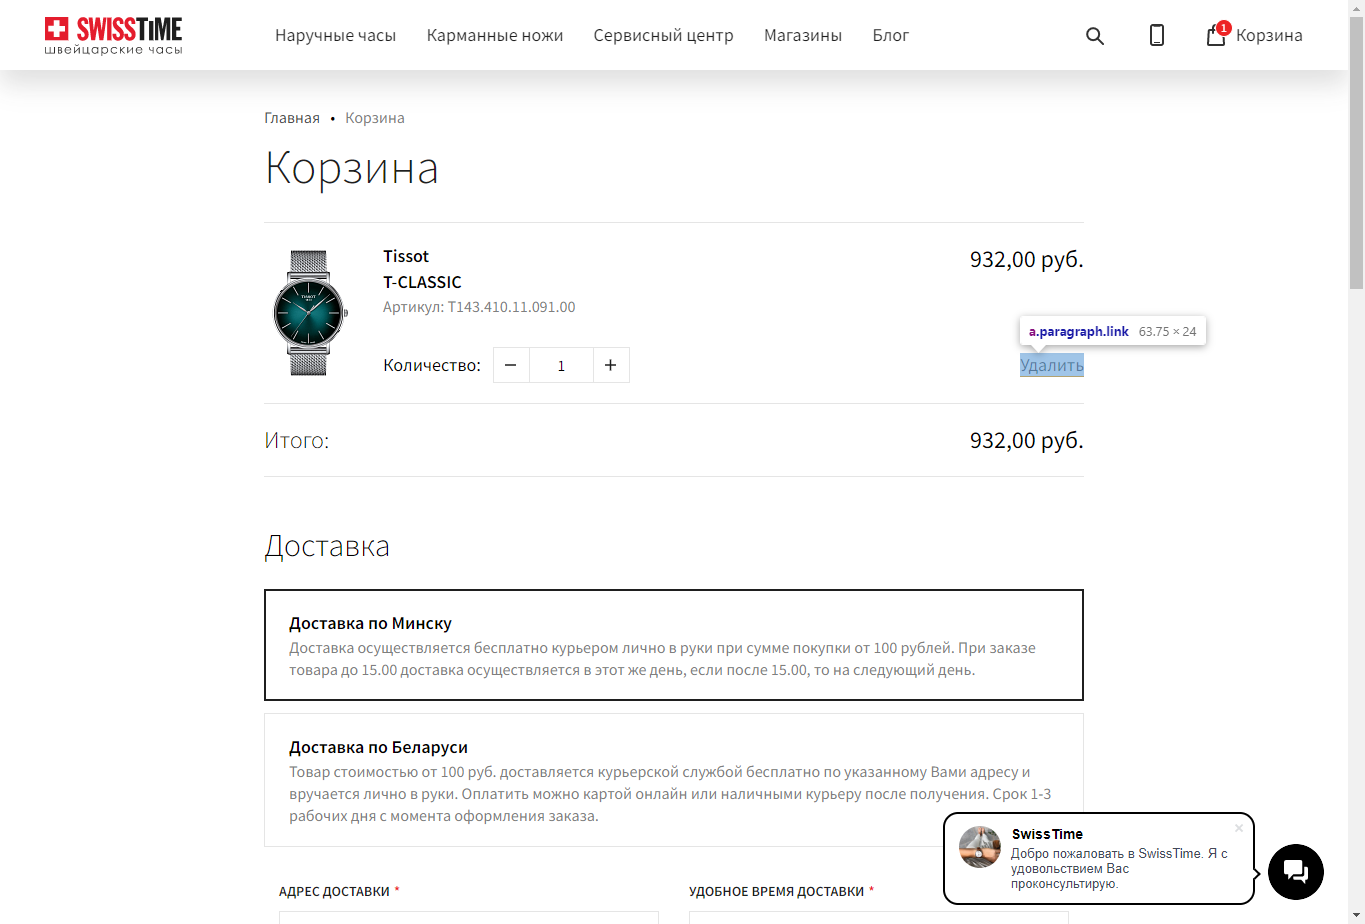 SWISSTIME
швейцарские часы
Наручные часы
Карманные ножи
Сервисный центр
Магазины
Блог
1
Корзина
Главная • Корзина
Корзина
Tissot
T-CLASSIC
Артикул: T143.410.11.091.00
932,00 руб.
a.paragraph.link 63.75 × 24
Количество: − 1 +
Удалить
Итого:
932,00 руб.
Доставка
Доставка по Минску
Доставка осуществляется бесплатно курьером лично в руки при сумме покупки от 100 рублей. При заказе
товара до 15.00 доставка осуществляется в этот же день, если после 15.00, то на следующий день.
Доставка по Беларуси
Товар стоимостью от 100 руб. доставляется курьерской службой бесплатно по указанному Вами адресу и
вручается лично в руки. Оплатить можно картой онлайн или наличными курьеру после получения. Срок 1-3
рабочих дня с момента оформления заказа.
SwissTime
Добро пожаловать в SwissTime. Я с
удовольствием Вас
проконсультирую.
АДРЕС ДОСТАВКИ *
УДОБНОЕ ВРЕМЯ ДОСТАВКИ *